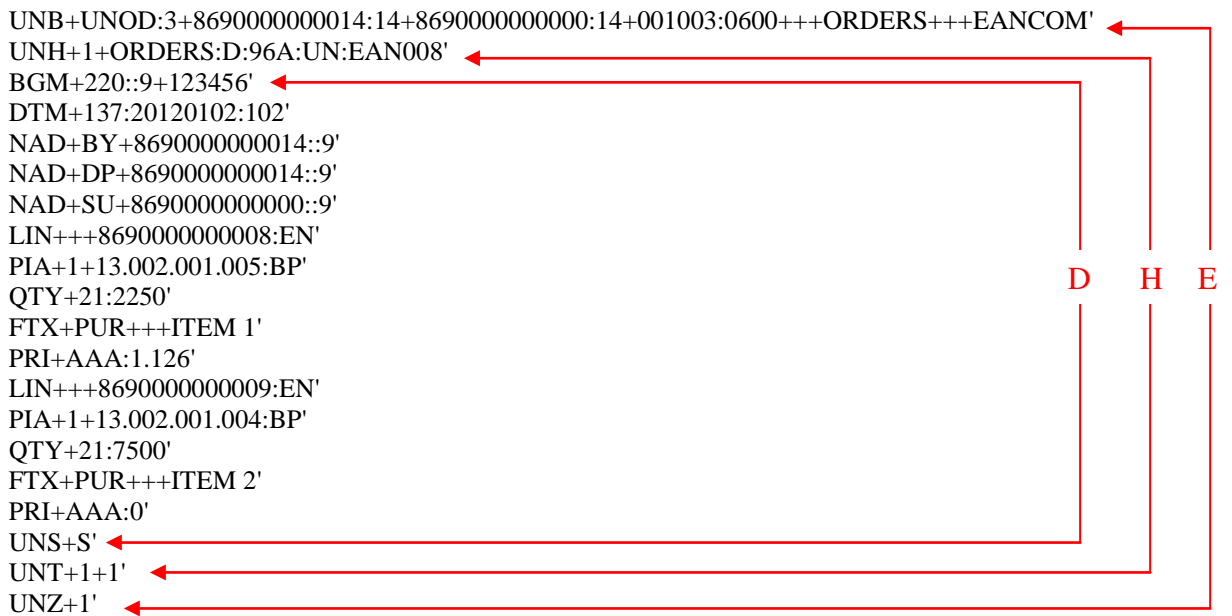 UNB+UNOD:3+8690000000014:14+8690000000000:14+001003:0600+++ORDERS+++EANCOM'
UNH+1+ORDERS:D:96A:UN:EAN008'
BGM+220::9+123456'
DTM+137:20120102:102'
NAD+BY+8690000000014::9'
NAD+DP+8690000000014::9'
NAD+SU+8690000000000::9'
LIN+++8690000000008:EN'
PIA+1+13.002.001.005:BP'
QTY+21:2250'
FTX+PUR+++ITEM 1'
PRI+AAA:1.126'
LIN+++8690000000009:EN'
PIA+1+13.002.001.004:BP'
QTY+21:7500'
FTX+PUR+++ITEM 2'
PRI+AAA:0'
UNS+S'
UNT+1+1'
UNZ+1'
D H E